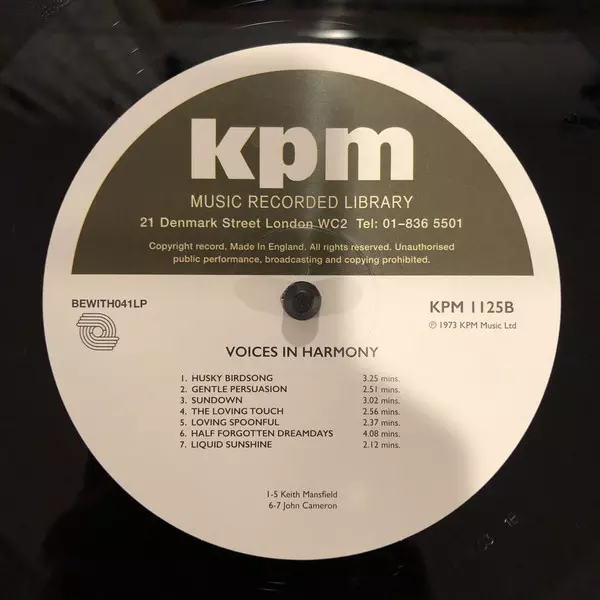 kpm
MUSIC RECORDED LIBRARY
21 Denmark Street London WC2 Tel: 01-836 5501
Copyright record. Made In England. All rights reserved. Unauthorised
public performance, broadcasting and copying prohibited.
BEWITH041LP
KPM 1125B
℗ 1973 KPM Music Ltd
VOICES IN HARMONY
1. HUSKY BIRDSONG 3.25 mins.
2. GENTLE PERSUASION 2.51 mins.
3. SUNDOWN 3.02 mins.
4. THE LOVING TOUCH 2.56 mins.
5. LOVING SPOONFUL 2.37 mins.
6. HALF FORGOTTEN DREAMDAYS 4.08 mins.
7. LIQUID SUNSHINE 2.12 mins.
1-5 Keith Mansfield
6-7 John Cameron